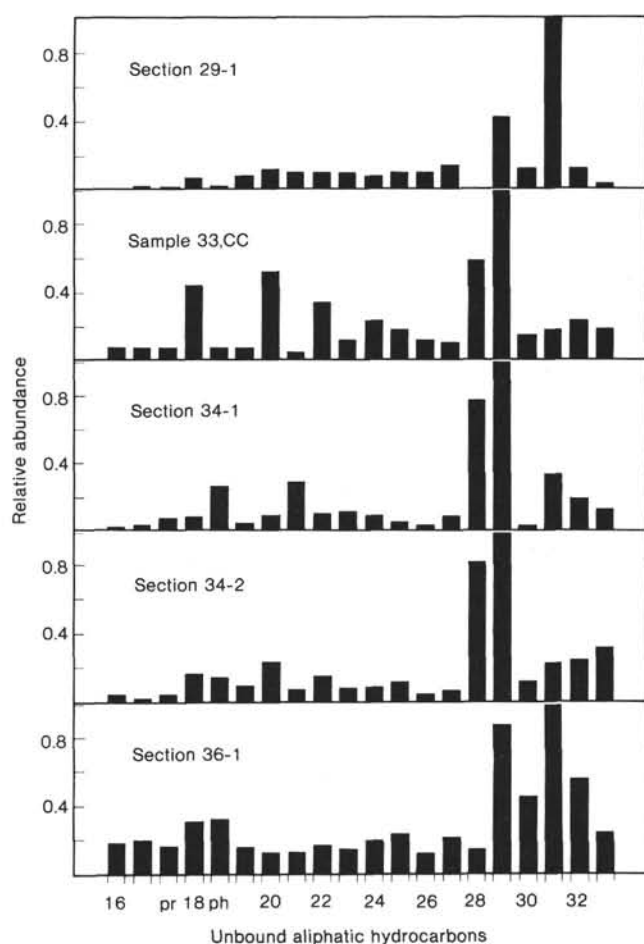 0.8
Section 29-1
0.4
0.8
Sample 33,CC
0.4
0.8
Section 34-1
0.4
0.8
Section 34-2
0.4
0.8
Section 36-1
0.4
Relative abundance
16 pr 18 ph 20 22 24 26 28 30 32
Unbound aliphatic hydrocarbons